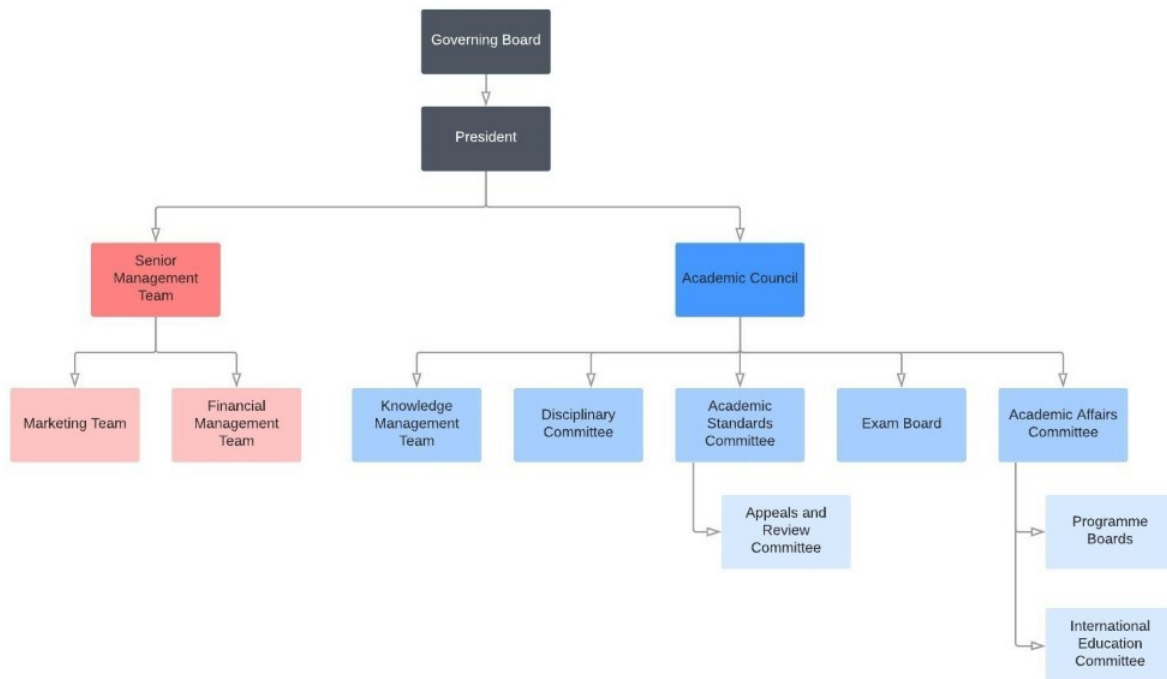 Governing Board
President
Senior
Management
Team
Academic Council
Marketing Team
Financial
Management
Team
Knowledge
Management
Team
Disciplinary
Committee
Academic
Standards
Committee
Exam Board
Academic Affairs
Committee
Appeals and
Review
Committee
Programme
Boards
International
Education
Committee